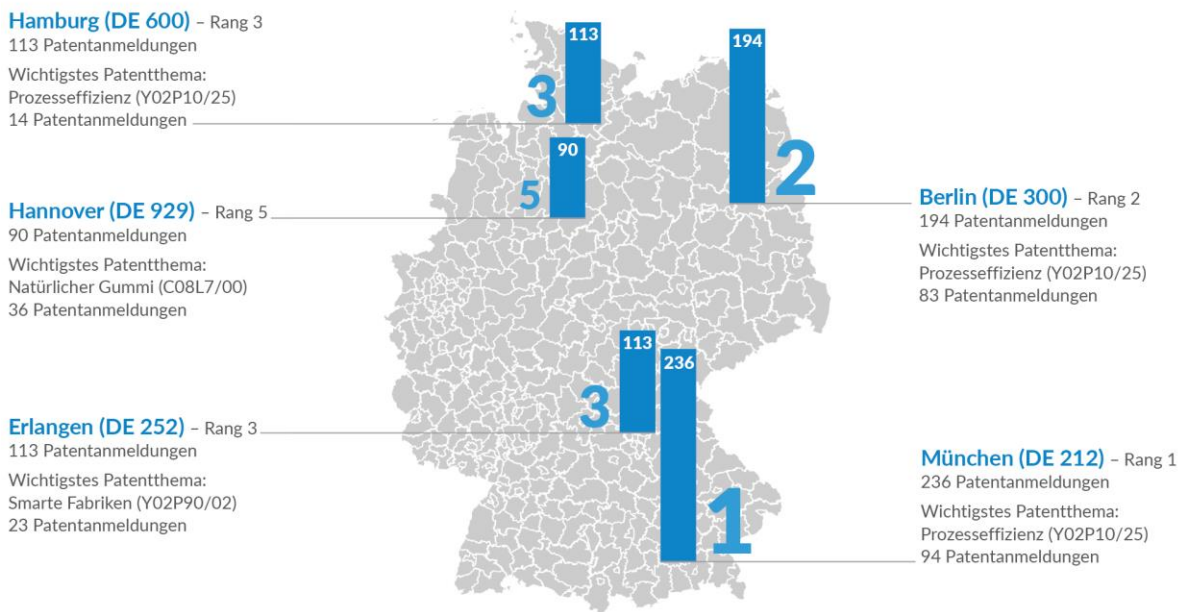 Hamburg (DE 600) – Rang 3
113 Patentanmeldungen
Wichtigstes Patentthema:
Prozesseffizienz (Y02P10/25)
14 Patentanmeldungen
Hannover (DE 929) – Rang 5
90 Patentanmeldungen
Wichtigstes Patentthema:
Natürlicher Gummi (C08L7/00)
36 Patentanmeldungen
Erlangen (DE 252) – Rang 3
113 Patentanmeldungen
Wichtigstes Patentthema:
Smarte Fabriken (Y02P90/02)
23 Patentanmeldungen
113
3
194
2
90
5
113
3
236
1
Berlin (DE 300) – Rang 2
194 Patentanmeldungen
Wichtigstes Patentthema:
Prozesseffizienz (Y02P10/25)
83 Patentanmeldungen
München (DE 212) – Rang 1
236 Patentanmeldungen
Wichtigstes Patentthema:
Prozesseffizienz (Y02P10/25)
94 Patentanmeldungen